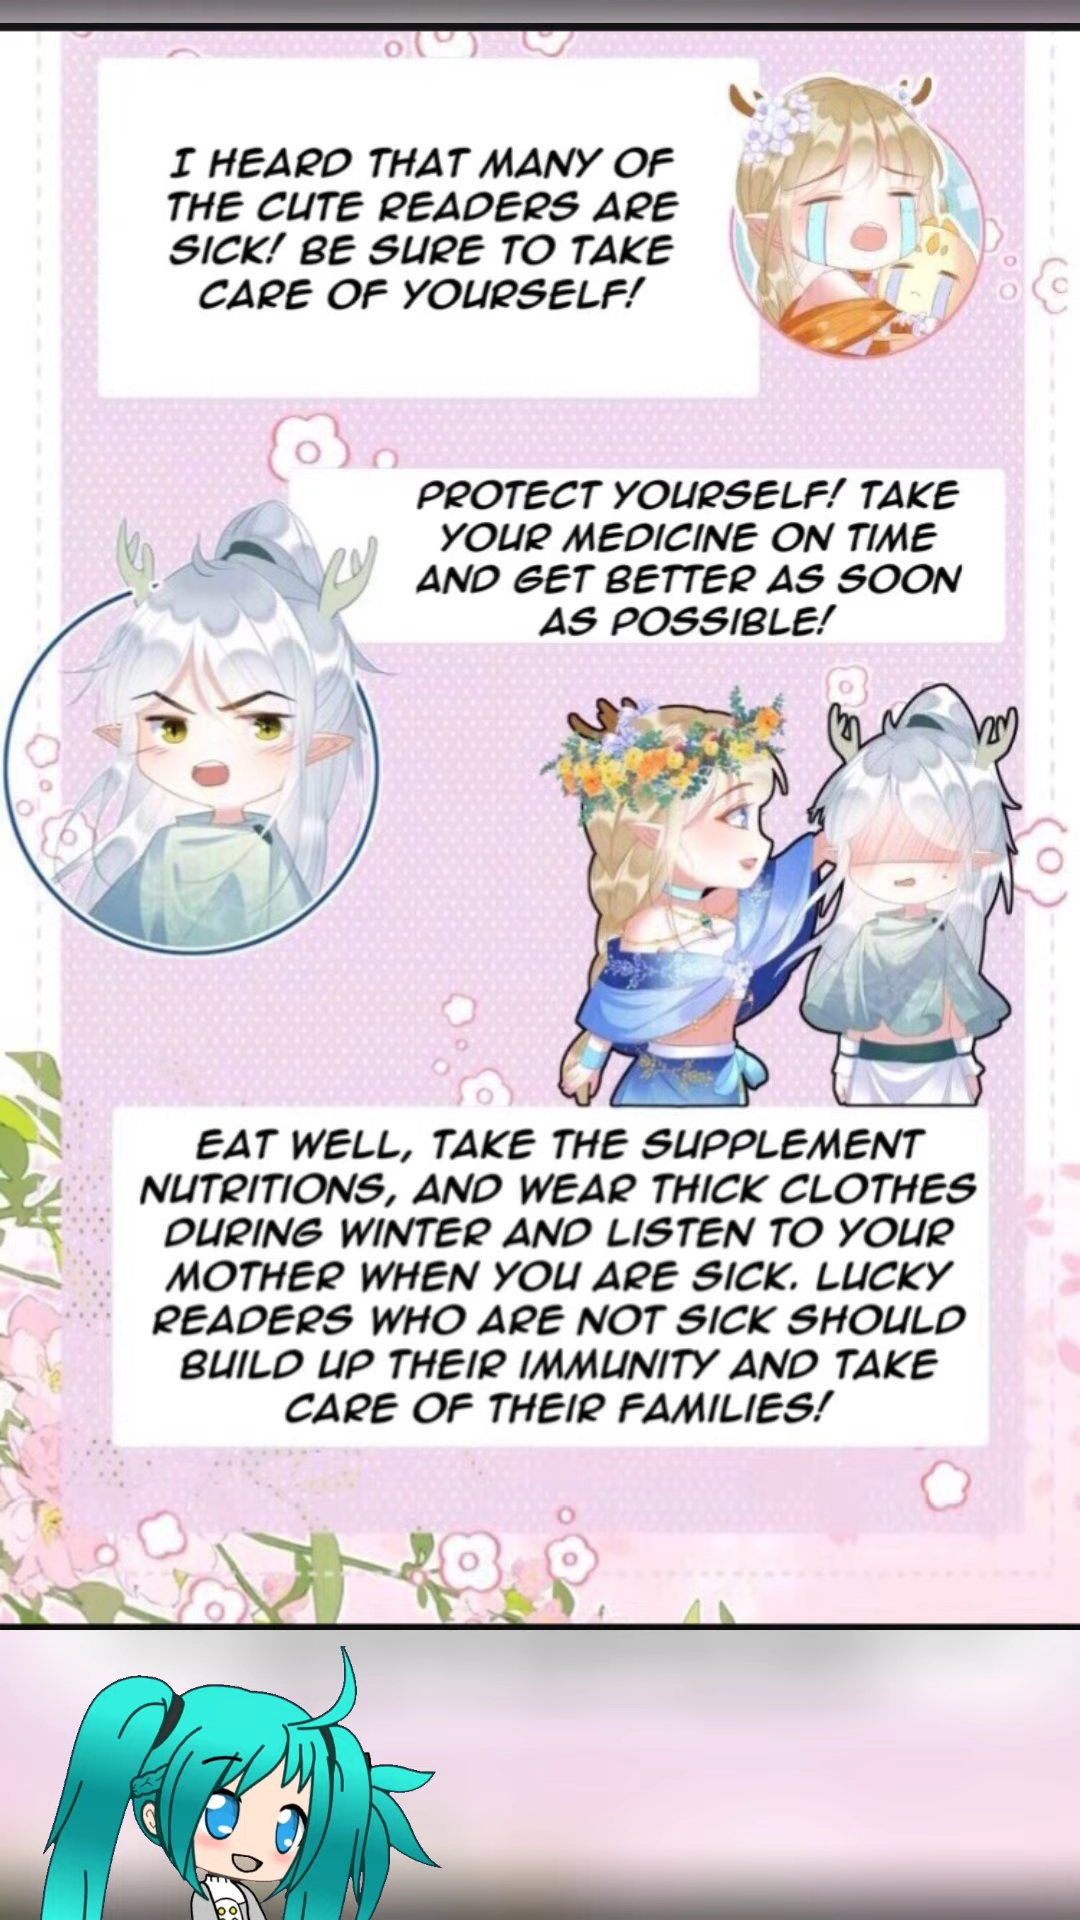 I HEARD THAT MANY OF
THE CUTE READERS ARE
SICK! BE SURE TO TAKE
CARE OF YOURSELF!
PROTECT YOURSELF! TAKE
YOUR MEDICINE ON TIME
AND GET BETTER AS SOON
AS POSSIBLE!
EAT WELL, TAKE THE SUPPLEMENT
NUTRITIONS, AND WEAR THICK CLOTHES
DURING WINTER AND LISTEN TO YOUR
MOTHER WHEN YOU ARE SICK. LUCKY
READERS WHO ARE NOT SICK SHOULD
BUILD UP THEIR IMMUNITY AND TAKE
CARE OF THEIR FAMILIES!